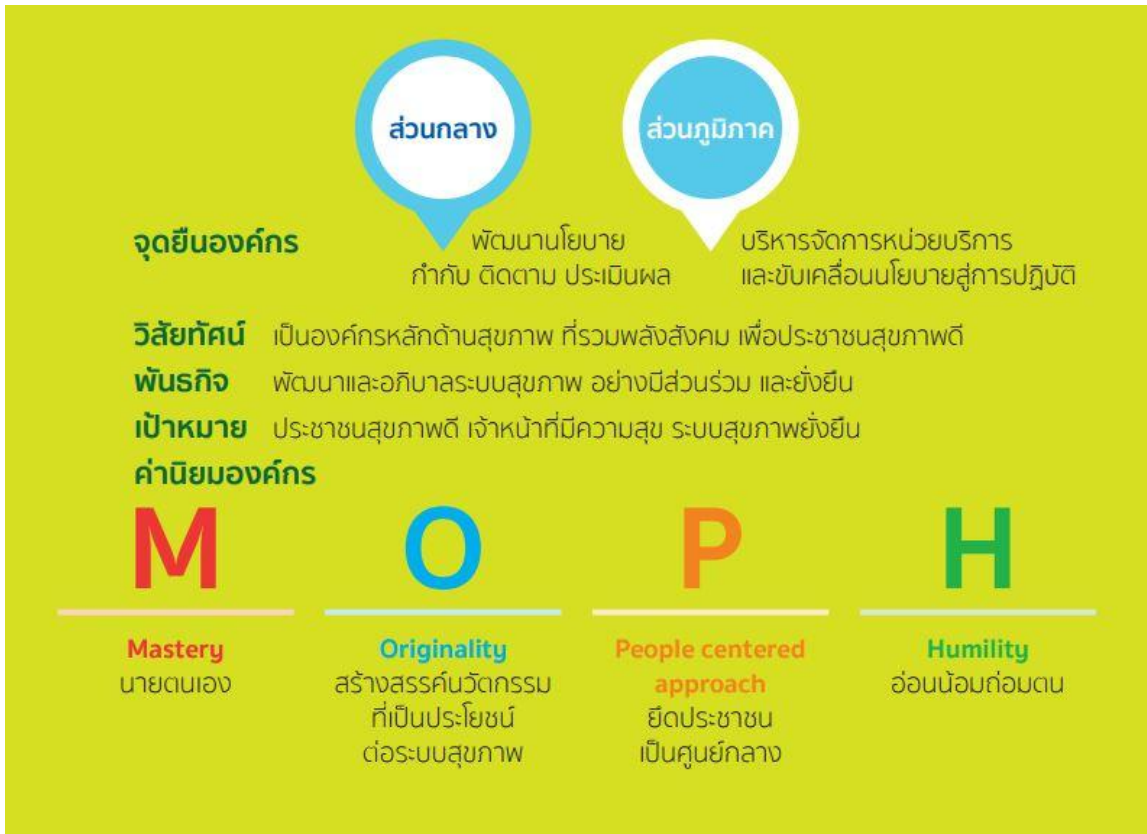 ส่วนกลาง
ส่วนภูมิภาค
จุดยืนองค์กร
พัฒนานโยบาย
กำกับ ติดตาม ประเมินผล
บริหารจัดการหน่วยบริการ
และขับเคลื่อนนโยบายสู่การปฏิบัติ
วิสัยทัศน์ เป็นองค์กรหลักด้านสุขภาพ ที่รวมพลังสังคม เพื่อประชาชนสุขภาพดี
พันธกิจ พัฒนาและอภิบาลระบบสุขภาพ อย่างมีส่วนร่วม และยั่งยืน
เป้าหมาย ประชาชนสุขภาพดี เจ้าหน้าที่มีความสุข ระบบสุขภาพยั่งยืน
ค่านิยมองค์กร
M
Mastery
นายตนเอง
O
Originality
สร้างสรรค์นวัตกรรม
ที่เป็นประโยชน์
ต่อระบบสุขภาพ
P
People centered
approach
ยึดประชาชน
เป็นศูนย์กลาง
H
Humility
อ่อนน้อมถ่อมตน